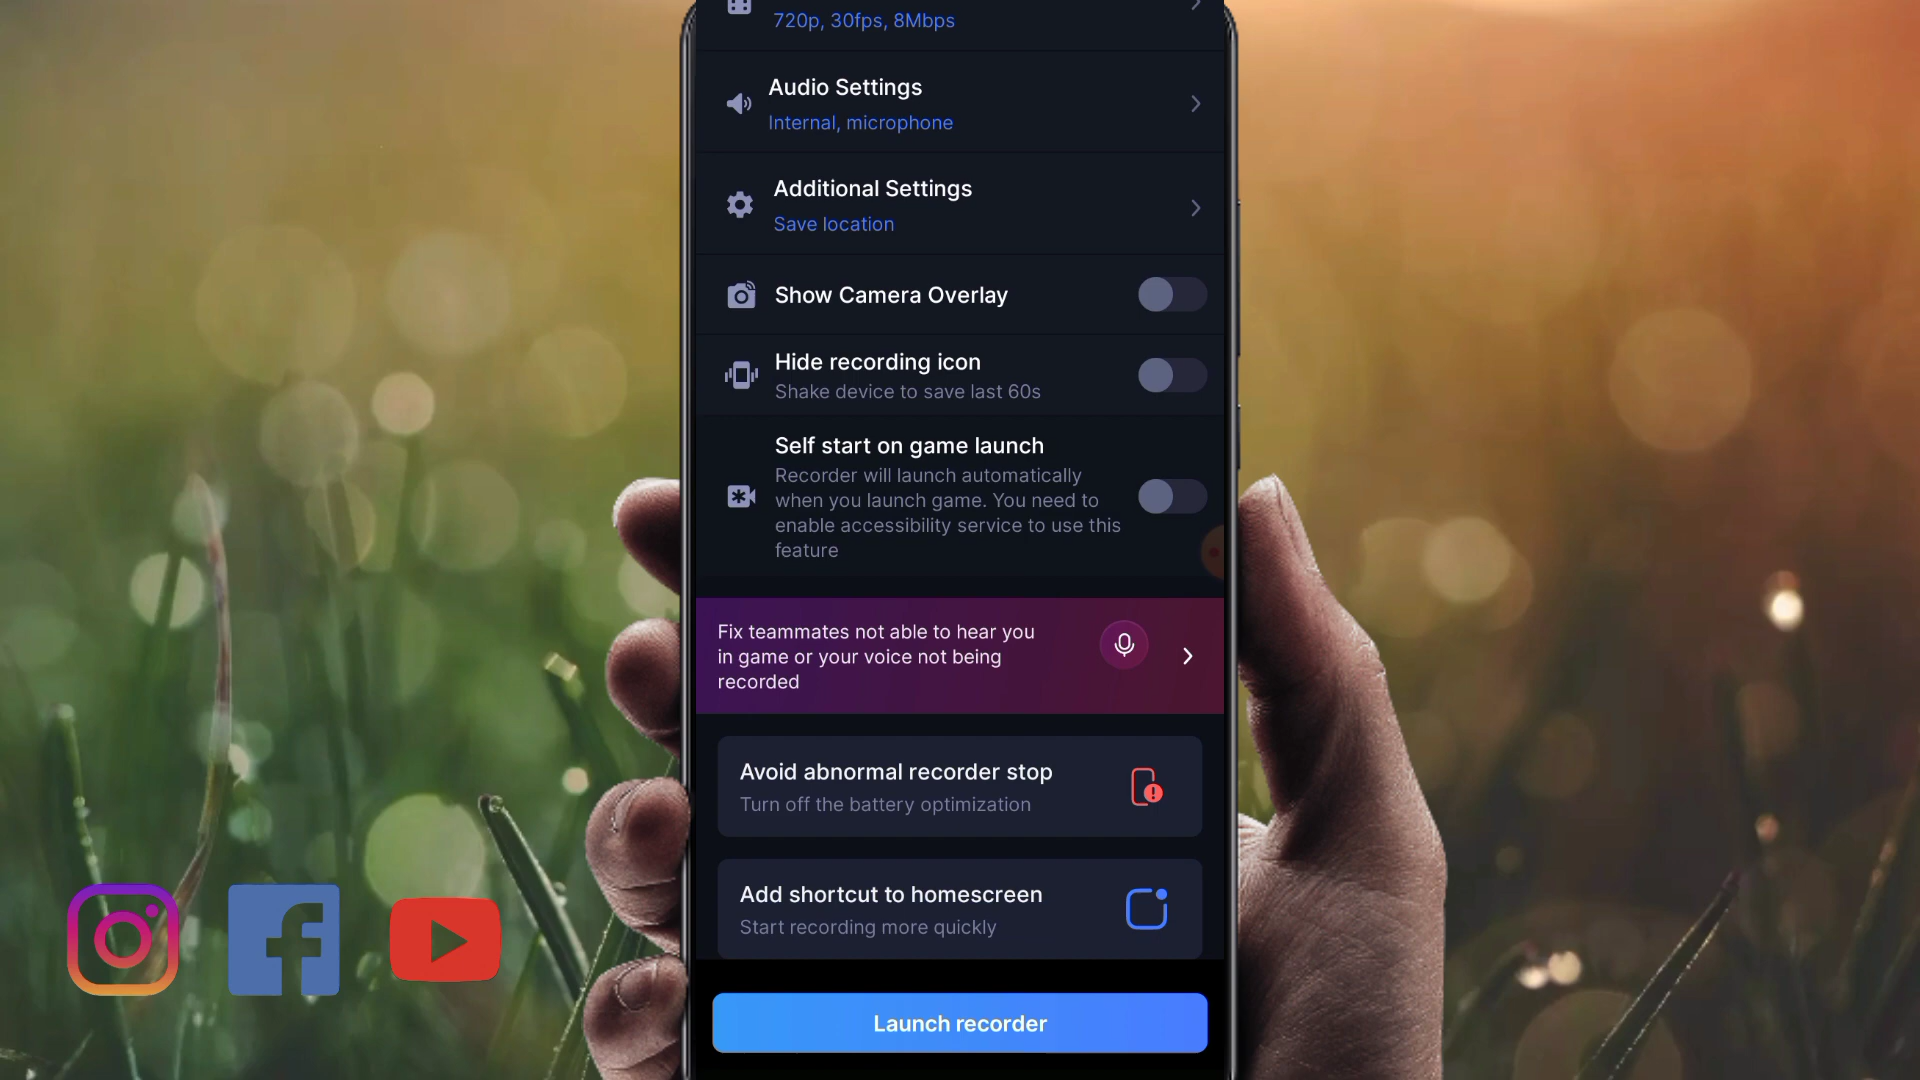 720p, 30fps, 8Mbps
Audio Settings
Internal, microphone
Additional Settings
Save location
Show Camera Overlay
Hide recording icon
Shake device to save last 60s
Self start on game launch
Recorder will launch automatically
when you launch game. You need to
enable accessibility service to use this
feature
Fix teammates not able to hear you
in game or your voice not being
recorded
Avoid abnormal recorder stop
Turn off the battery optimization
Add shortcut to homescreen
Start recording more quickly
Launch recorder